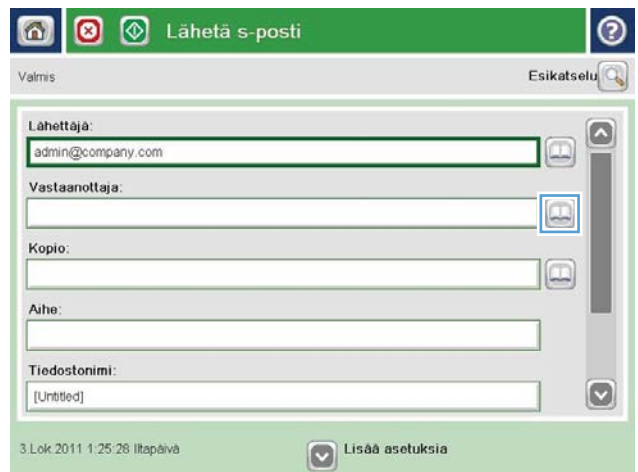 Lähetä s-posti
?
Valmis
Esikatselu
Lähettäjä:
admin@company.com
Vastaanottaja:
Kopio:
Aihe:
Tiedostonimi:
[Untitled]
3.Lok.2011 1:25:28 Iltapäivä
Lisää asetuksia